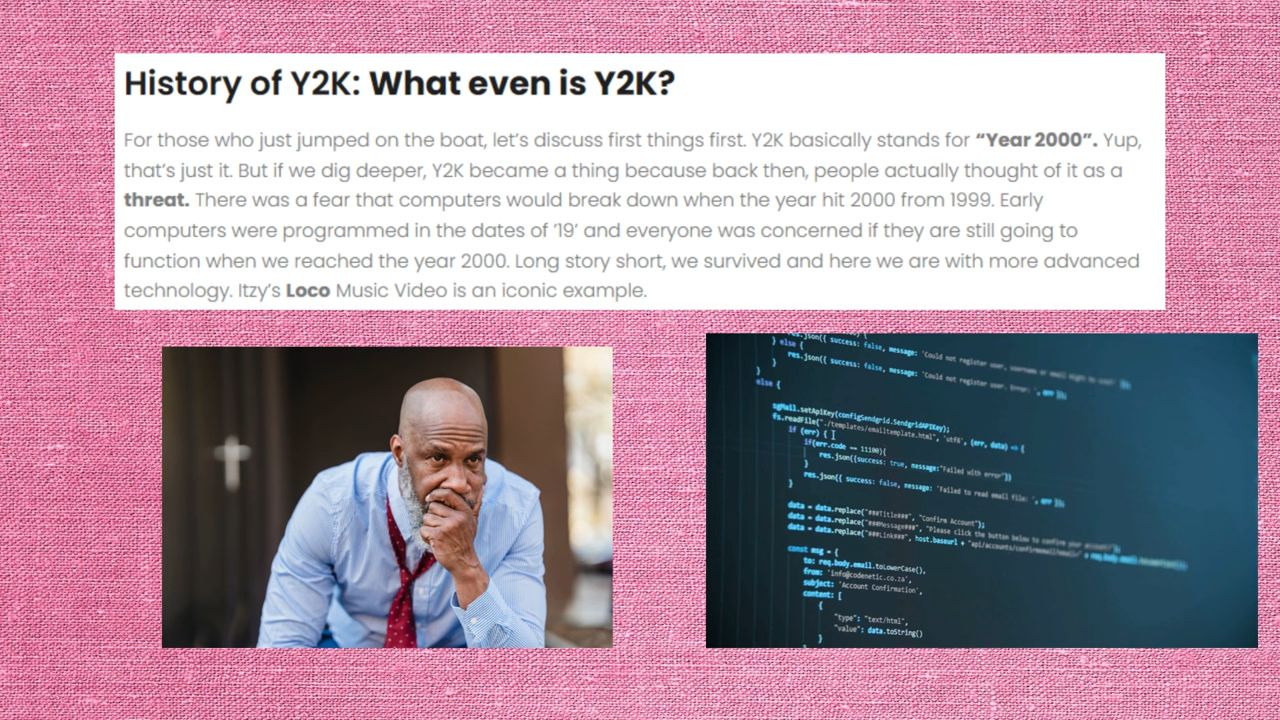 History of Y2K: What even is Y2K?
For those who just jumped on the boat, let’s discuss first things first. Y2K basically stands for “Year 2000”. Yup,
that’s just it. But if we dig deeper, Y2K became a thing because back then, people actually thought of it as a
threat. There was a fear that computers would break down when the year hit 2000 from 1999. Early
computers were programmed in the dates of ’19’ and everyone was concerned if they are still going to
function when we reached the year 2000. Long story short, we survived and here we are with more advanced
technology. Itzy’s Loco Music Video is an iconic example.
res.json({ success: false, message: 'Could not register user, username or email
} else {
res.json({ success: false, message: 'Could not register user. Error: ', err });
}
}
else {
sgMail.setApiKey(configSendgrid.SendgridAPIKey);
fs.readFile("./templates/emailtemplate.html", 'utf8', (err, data) => {
if (err) {
if(err.code == 11100){
res.json({success: true, message:"Failed with error"})
}
res.json({ success: false, message: 'Failed to read email file: ', err });
}
data = data.replace("###Title###", "Confirm Account");
data = data.replace("###Message###", "Please click the button below to confirm your account");
data = data.replace("###Link###", host.baseurl + "api/accounts/confirmemail/email/" + req.body.email
const msg = {
to: req.body.email.toLowerCase(),
from: 'info@codenetic.co.za',
subject: 'Account Confirmation',
content: [
{
"type": "text/html",
"value": data.toString()
}